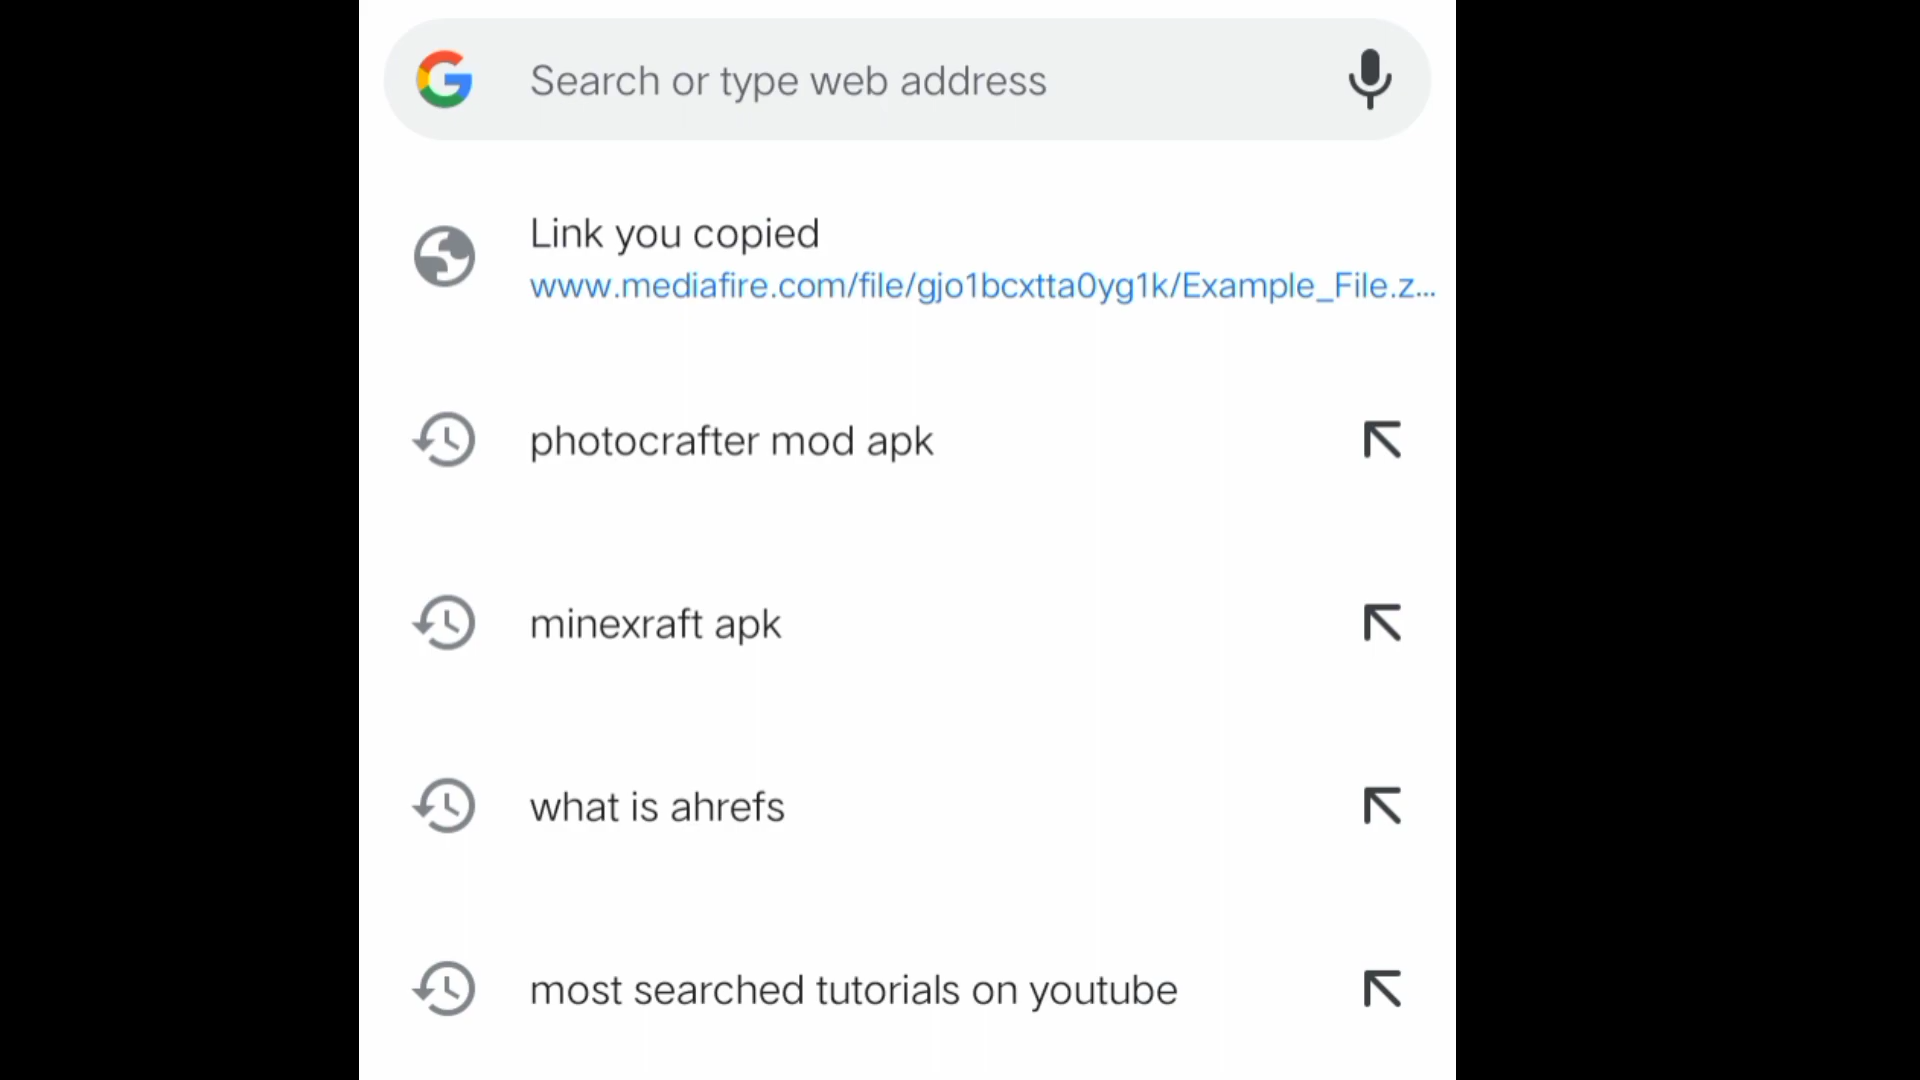 Search or type web address
Link you copied
www.mediafire.com/file/gjo1bcxtta0yg1k/Example_File.z...
photocrafter mod apk
minexraft apk
what is ahrefs
most searched tutorials on youtube